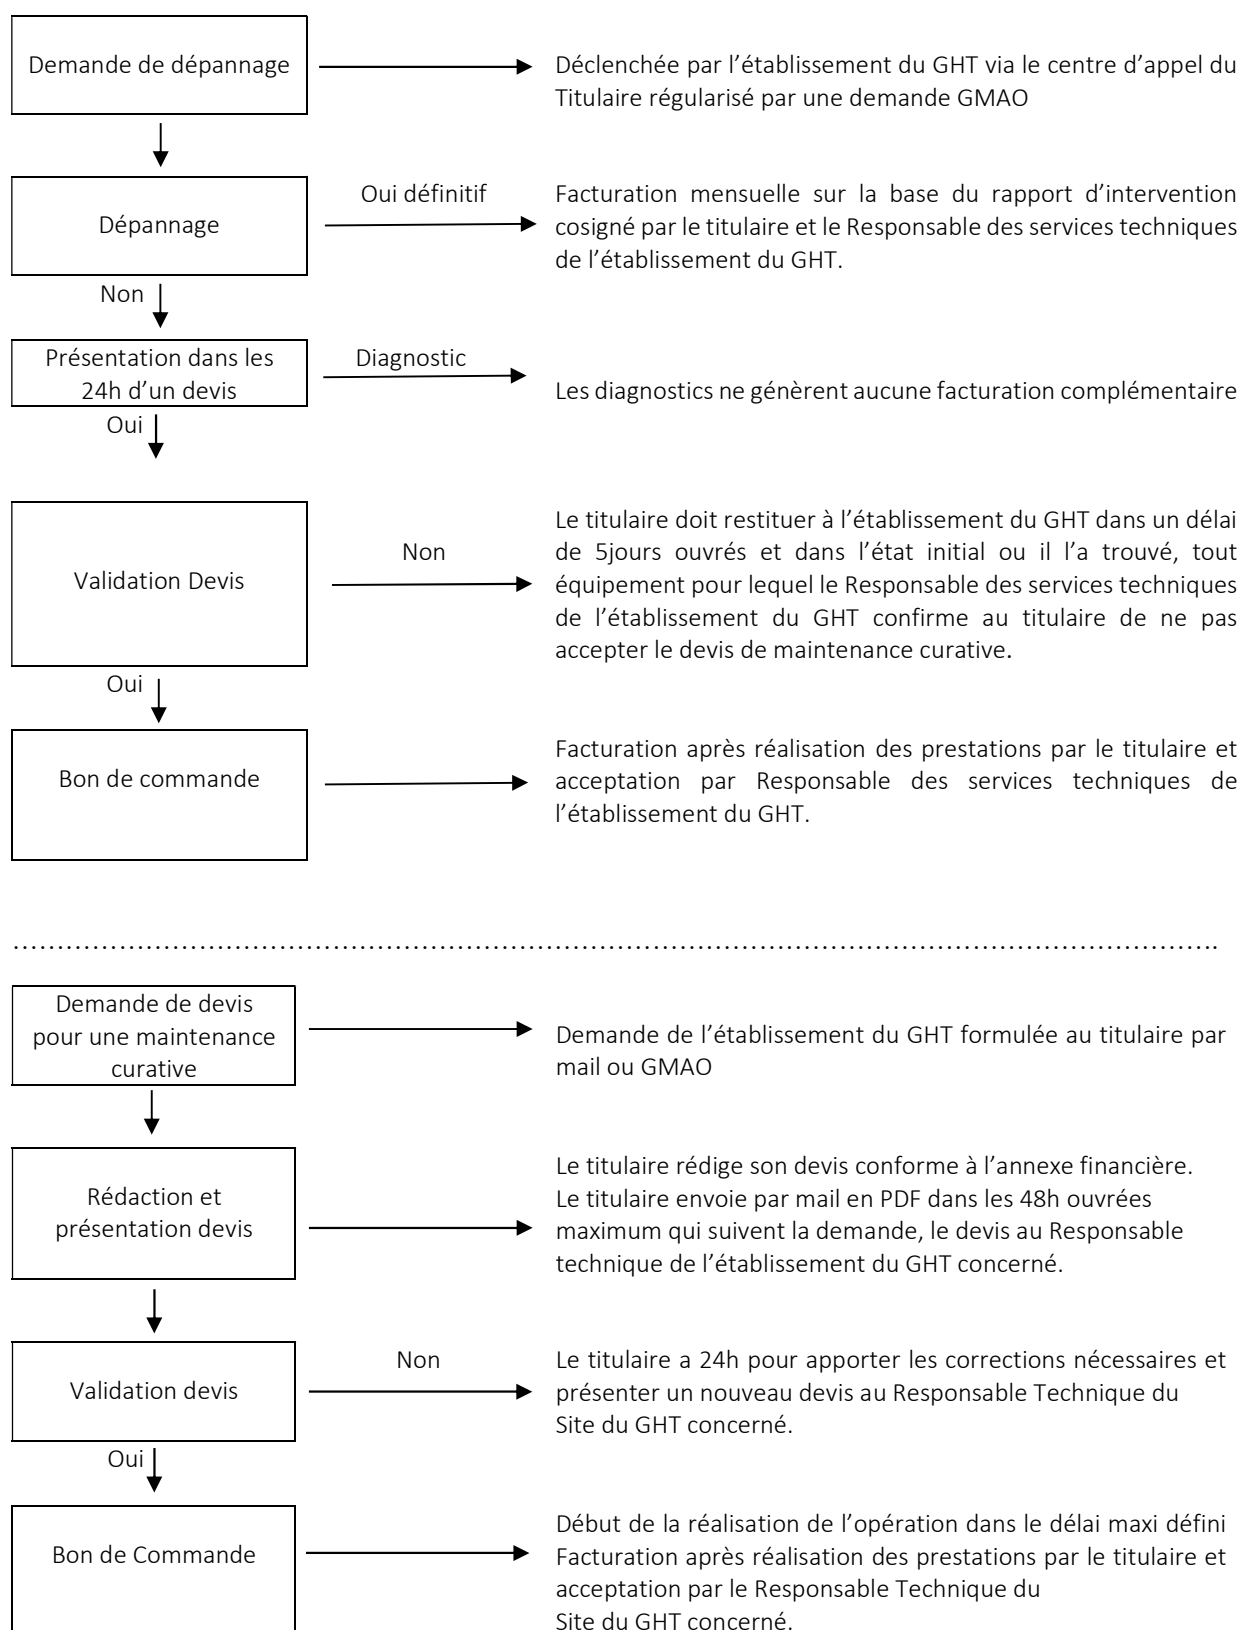 Demande de dépannage
Déclenchée par l’établissement du GHT via le centre d’appel du
Titulaire régularisé par une demande GMAO
Dépannage
Oui définitif
Facturation mensuelle sur la base du rapport d’intervention
cosigné par le titulaire et le Responsable des services techniques
de l’établissement du GHT.
Non
Présentation dans les
24h d’un devis
Diagnostic
Les diagnostics ne génèrent aucune facturation complémentaire
Oui
Validation Devis
Non
Le titulaire doit restituer à l’établissement du GHT dans un délai
de 5jours ouvrés et dans l’état initial ou il l’a trouvé, tout
équipement pour lequel le Responsable des services techniques
de l’établissement du GHT confirme au titulaire de ne pas
accepter le devis de maintenance curative.
Oui
Bon de commande
Facturation après réalisation des prestations par le titulaire et
acceptation par Responsable des services techniques de
l’établissement du GHT.
Demande de devis
pour une maintenance
curative
Demande de l’établissement du GHT formulée au titulaire par
mail ou GMAO
Rédaction et
présentation devis
Le titulaire rédige son devis conforme à l’annexe financière.
Le titulaire envoie par mail en PDF dans les 48h ouvrées
maximum qui suivent la demande, le devis au Responsable
technique de l’établissement du GHT concerné.
Validation devis
Non
Le titulaire a 24h pour apporter les corrections nécessaires et
présenter un nouveau devis au Responsable Technique du
Site du GHT concerné.
Oui
Bon de Commande
Début de la réalisation de l’opération dans le délai maxi défini
Facturation après réalisation des prestations par le titulaire et
acceptation par le Responsable Technique du
Site du GHT concerné.